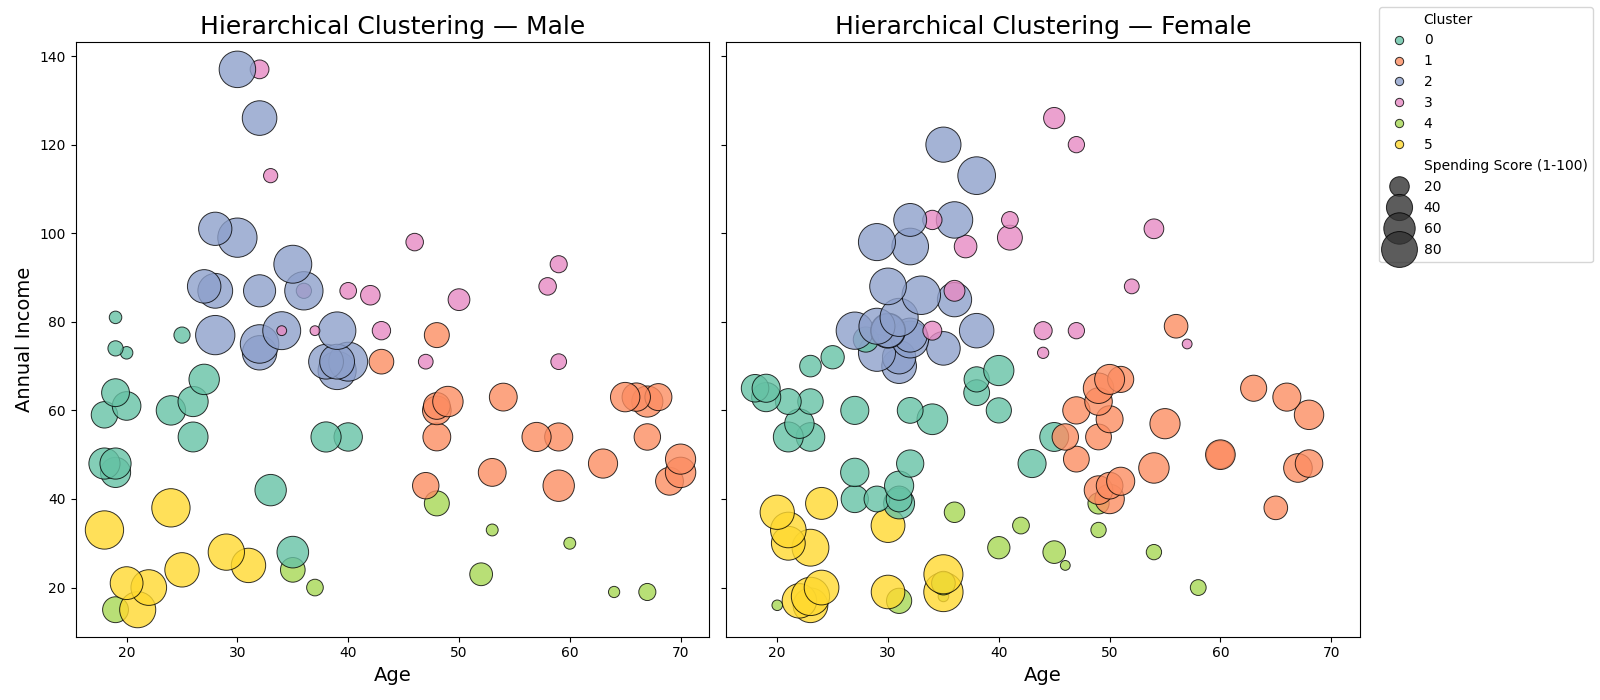 Hierarchical Clustering — Male
Hierarchical Clustering — Female
140
120
100
80
60
40
20
Annual Income
20 30 40 50 60 70
Age
20 30 40 50 60 70
Age
Cluster
0
1
2
3
4
5
Spending Score (1-100)
20
40
60
80